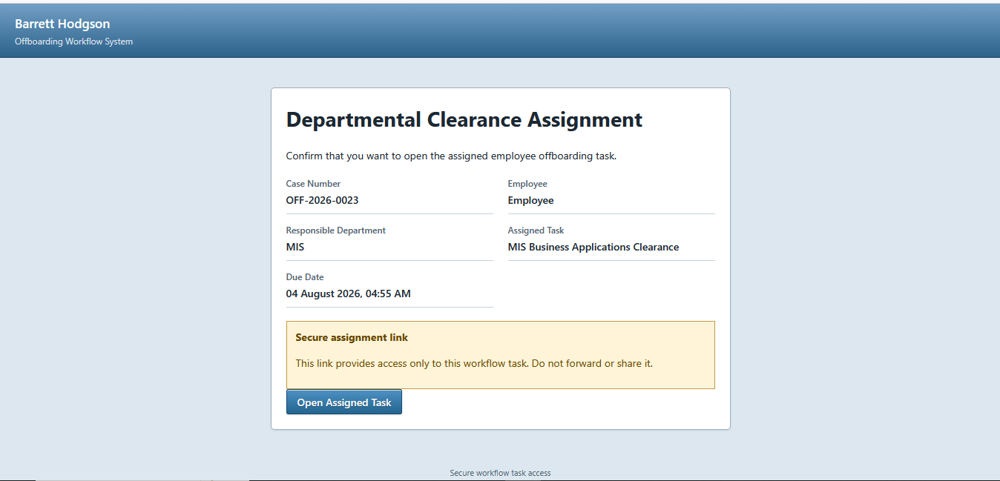 Barrett Hodgson
Offboarding Workflow System
Departmental Clearance Assignment
Confirm that you want to open the assigned employee offboarding task.
Case Number
OFF-2026-0023
Employee
Employee
Responsible Department
MIS
Assigned Task
MIS Business Applications Clearance
Due Date
04 August 2026, 04:55 AM
Secure assignment link
This link provides access only to this workflow task. Do not forward or share it.
Open Assigned Task
Secure workflow task access